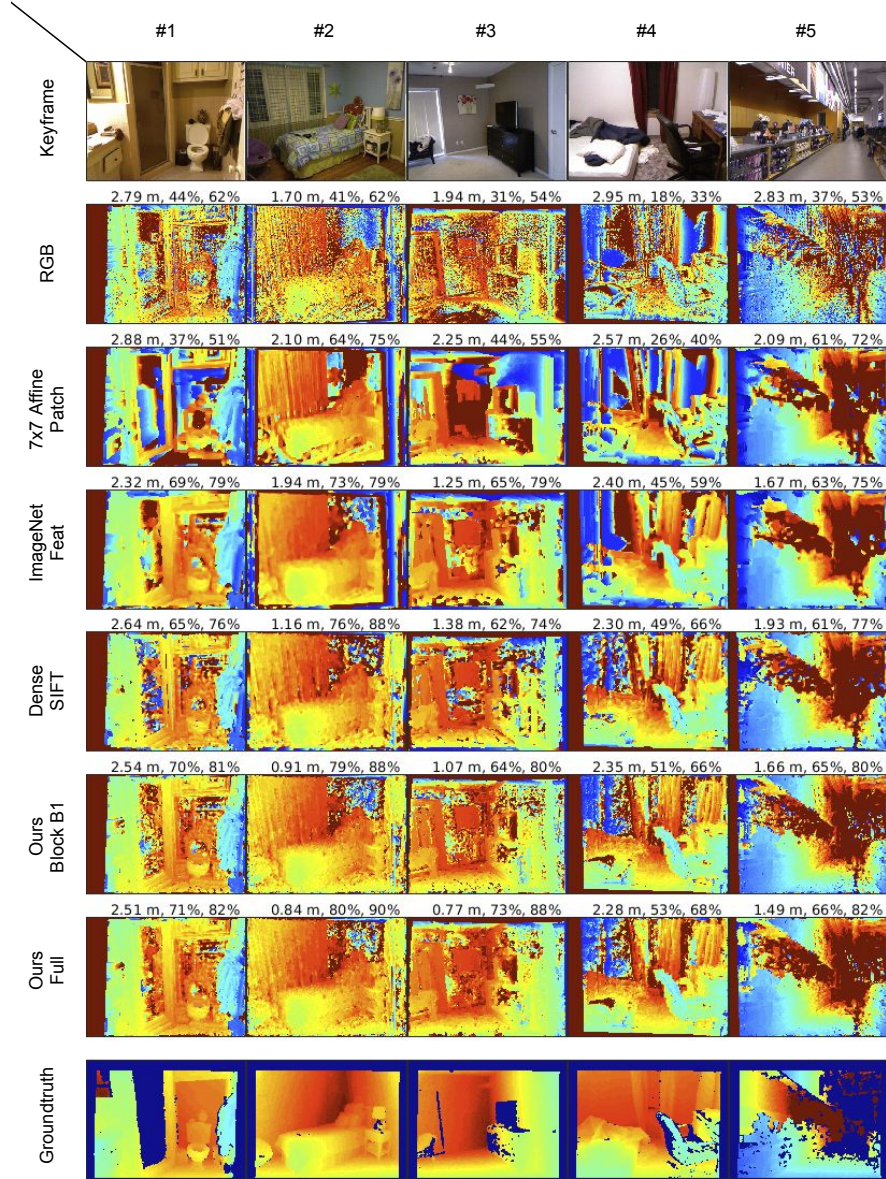 #1 #2 #3 #4 #5
Keyframe
2.79 m, 44%, 62% 1.70 m, 41%, 62% 1.94 m, 31%, 54% 2.95 m, 18%, 33% 2.83 m, 37%, 53%
RGB
2.88 m, 37%, 51% 2.10 m, 64%, 75% 2.25 m, 44%, 55% 2.57 m, 26%, 40% 2.09 m, 61%, 72%
7x7 Affine
Patch
2.32 m, 69%, 79% 1.94 m, 73%, 79% 1.25 m, 65%, 79% 2.40 m, 45%, 59% 1.67 m, 63%, 75%
ImageNet
Feat
2.64 m, 65%, 76% 1.16 m, 76%, 88% 1.38 m, 62%, 74% 2.30 m, 49%, 66% 1.93 m, 61%, 77%
Dense
SIFT
2.54 m, 70%, 81% 0.91 m, 79%, 88% 1.07 m, 64%, 80% 2.35 m, 51%, 66% 1.66 m, 65%, 80%
Ours
Block B1
2.51 m, 71%, 82% 0.84 m, 80%, 90% 0.77 m, 73%, 88% 2.28 m, 53%, 68% 1.49 m, 66%, 82%
Ours
Full
Groundtruth